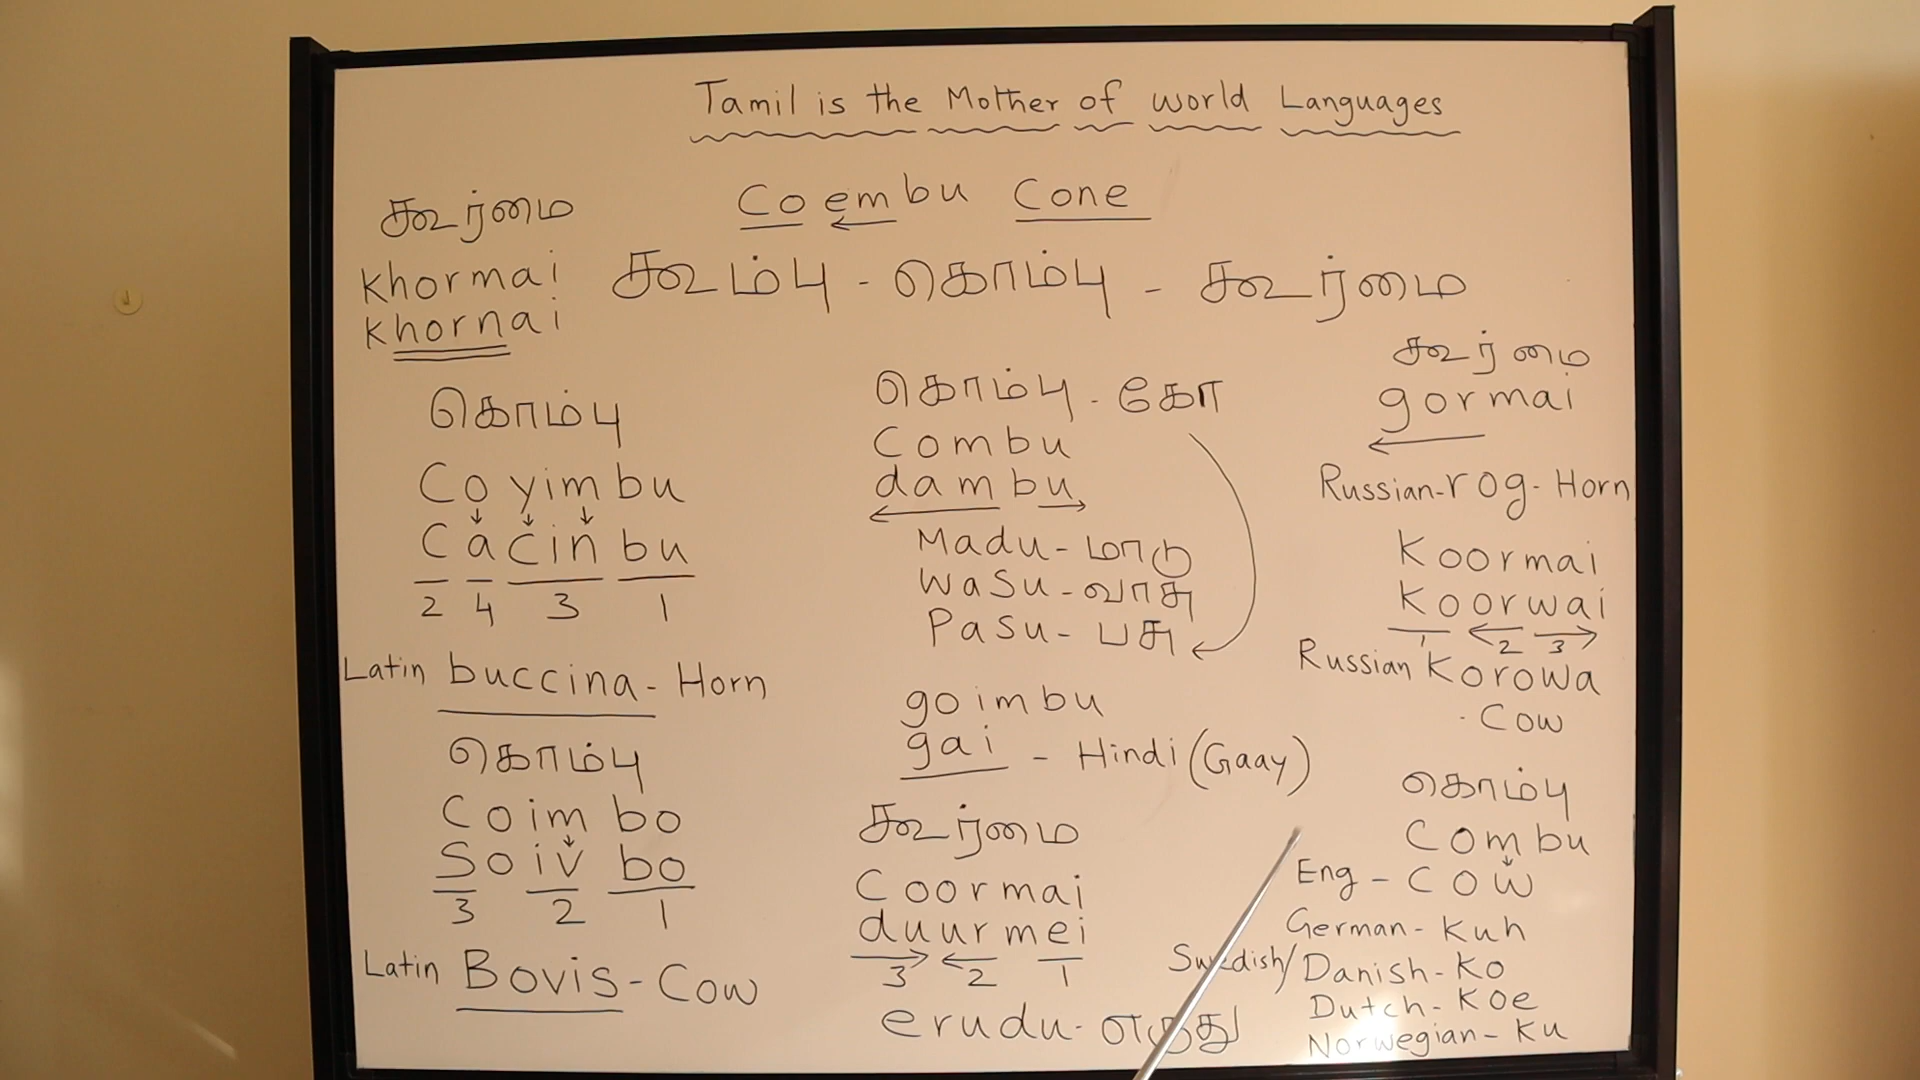 Tamil is the Mother of world Languages
Coembu Cone
கூம்பு - கொம்பு - கூர்மை
கூர்மை
khormai
khornai
கொம்பு
Coyimbu
Cacinbu
2 4 3 1
Latin buccina - Horn
கொம்பு
Coimbo
Soivbo
3 2 1
Latin Bovis - Cow
கொம்பு - கோ
Combu
dambu
Madu - மாடு
Wasu - வாசு
Pasu - பசு
goimbu
gai - Hindi (Gaay)
கூர்மை
Coormai
duurmei
3 2 1
erudu - எருது
கூர்மை
gormai
Russian - rog - Horn
Koormai
Koorwai
1 2 3
Russian Korowa
- Cow
கொம்பு
Combu
Eng - COW
German - Kuh
Swedish/Danish - Ko
Dutch - Koe
Norwegian - Ku